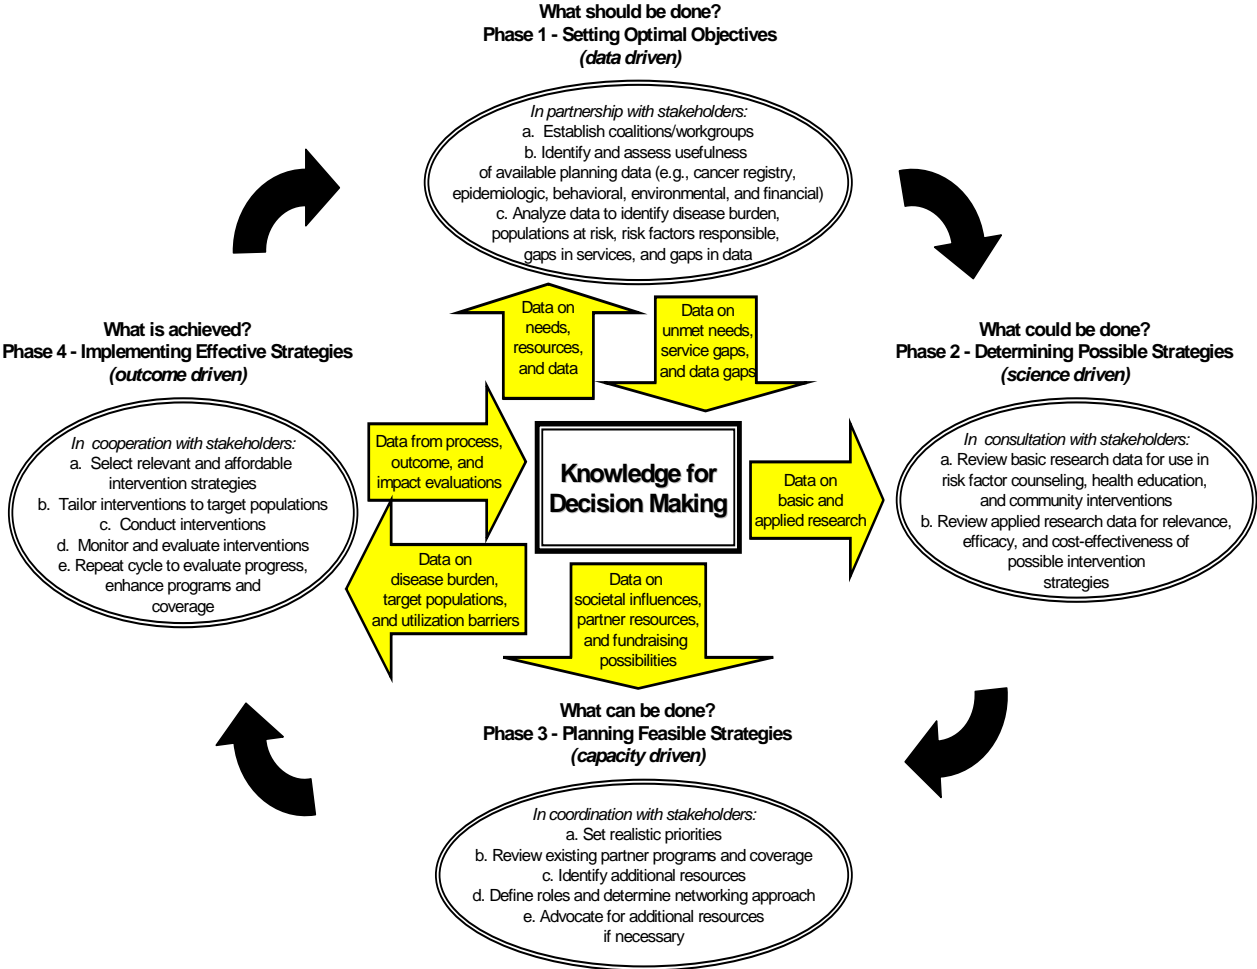 What should be done?
Phase 1 - Setting Optimal Objectives
(data driven)
In partnership with stakeholders:
a. Establish coalitions/workgroups
b. Identify and assess usefulness
of available planning data (e.g., cancer registry,
epidemiologic, behavioral, environmental, and financial)
c. Analyze data to identify disease burden,
populations at risk, risk factors responsible,
gaps in services, and gaps in data
Data on
needs,
resources,
and data
Data on
unmet needs,
service gaps,
and data gaps
What is achieved?
Phase 4 - Implementing Effective Strategies
(outcome driven)
In cooperation with stakeholders:
a. Select relevant and affordable
intervention strategies
b. Tailor interventions to target populations
c. Conduct interventions
d. Monitor and evaluate interventions
e. Repeat cycle to evaluate progress,
enhance programs and
coverage
Data from process,
outcome, and
impact evaluations
Data on
disease burden,
target populations,
and utilization barriers
Knowledge for
Decision Making
Data on
basic and
applied research
What could be done?
Phase 2 - Determining Possible Strategies
(science driven)
In consultation with stakeholders:
a. Review basic research data for use in
risk factor counseling, health education,
and community interventions
b. Review applied research data for relevance,
efficacy, and cost-effectiveness of
possible intervention
strategies
Data on
societal influences,
partner resources,
and fundraising
possibilities
What can be done?
Phase 3 - Planning Feasible Strategies
(capacity driven)
In coordination with stakeholders:
a. Set realistic priorities
b. Review existing partner programs and coverage
c. Identify additional resources
d. Define roles and determine networking approach
e. Advocate for additional resources
if necessary